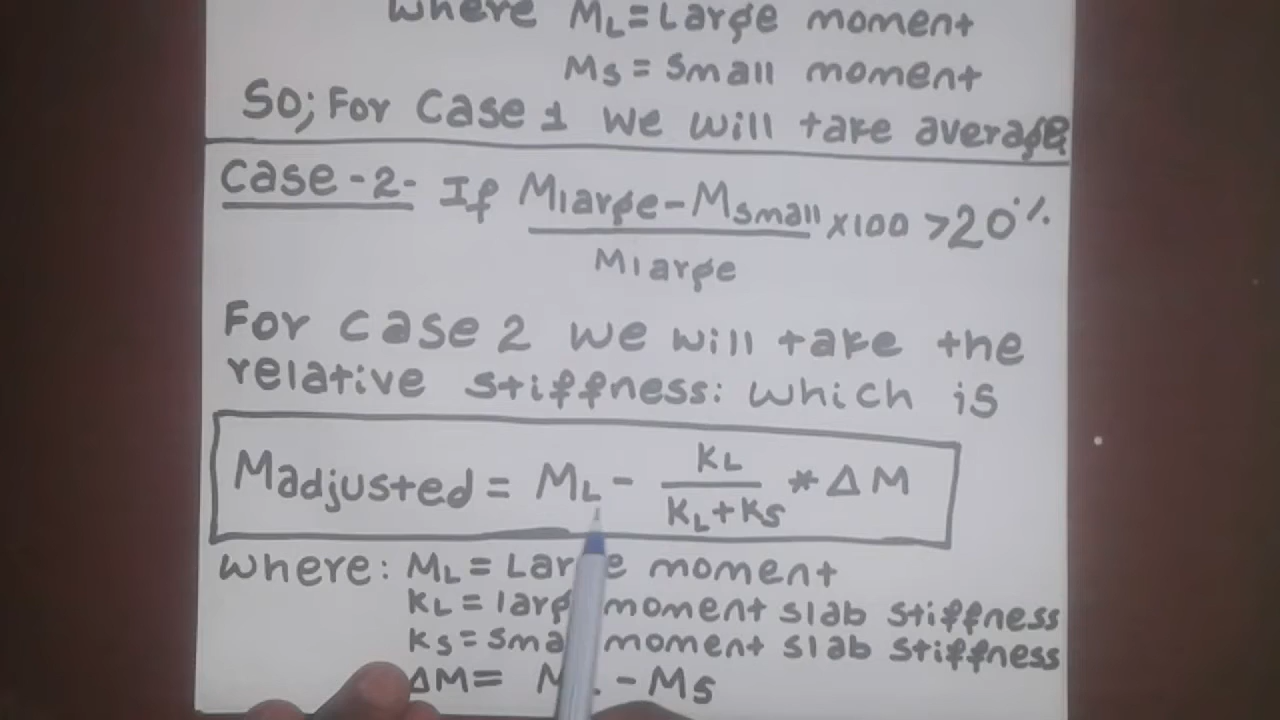 where ML = Large moment
Ms = Small moment
So; For Case 1 we will take average
Case -2- If Mlarge - Msmall / Mlarge x100 >20%
For case 2 we will take the
relative stiffness: which is
Madjusted = ML - KL / KL+KS * ΔM
where: ML = Large moment
KL = large moment slab stiffness
KS = Small moment slab stiffness
ΔM = ML - Ms